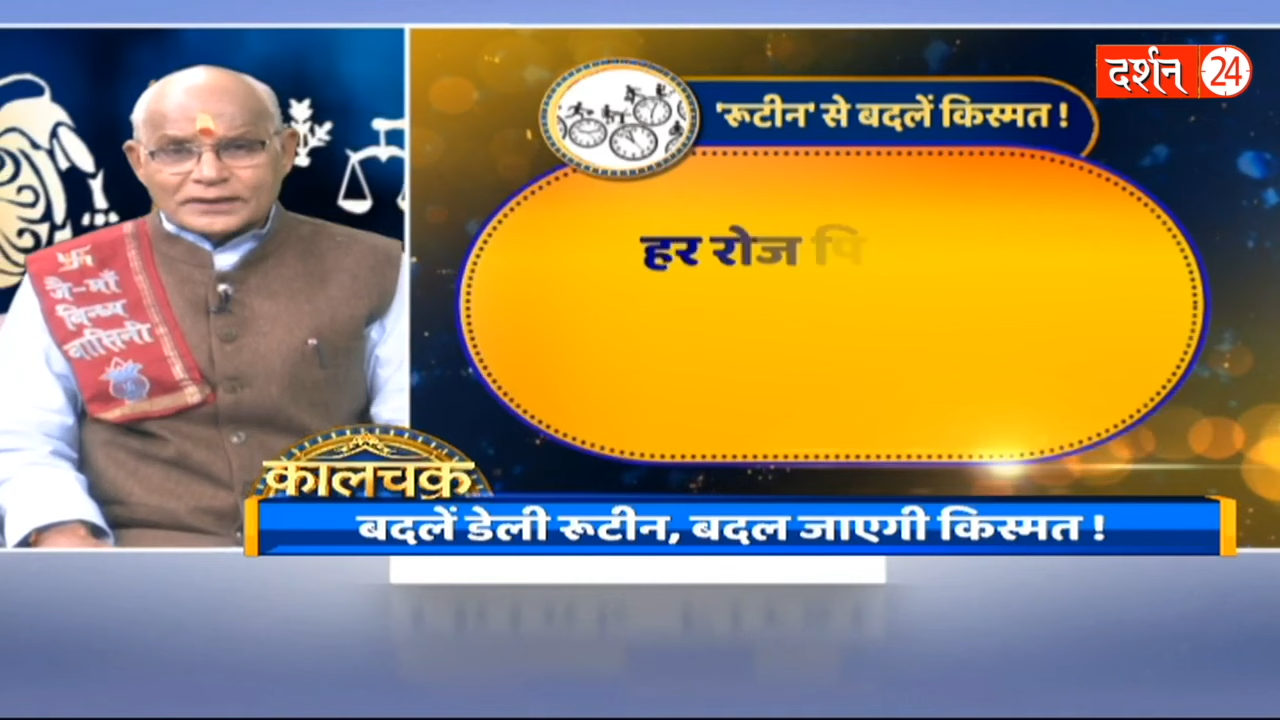 दर्शन 24
'रूटीन' से बदलें किस्मत !
हर रोज पि
जै-माँ
विन्ध्य
वासिनी
कालचक्र
बदलें डेली रूटीन, बदल जाएगी किस्मत !